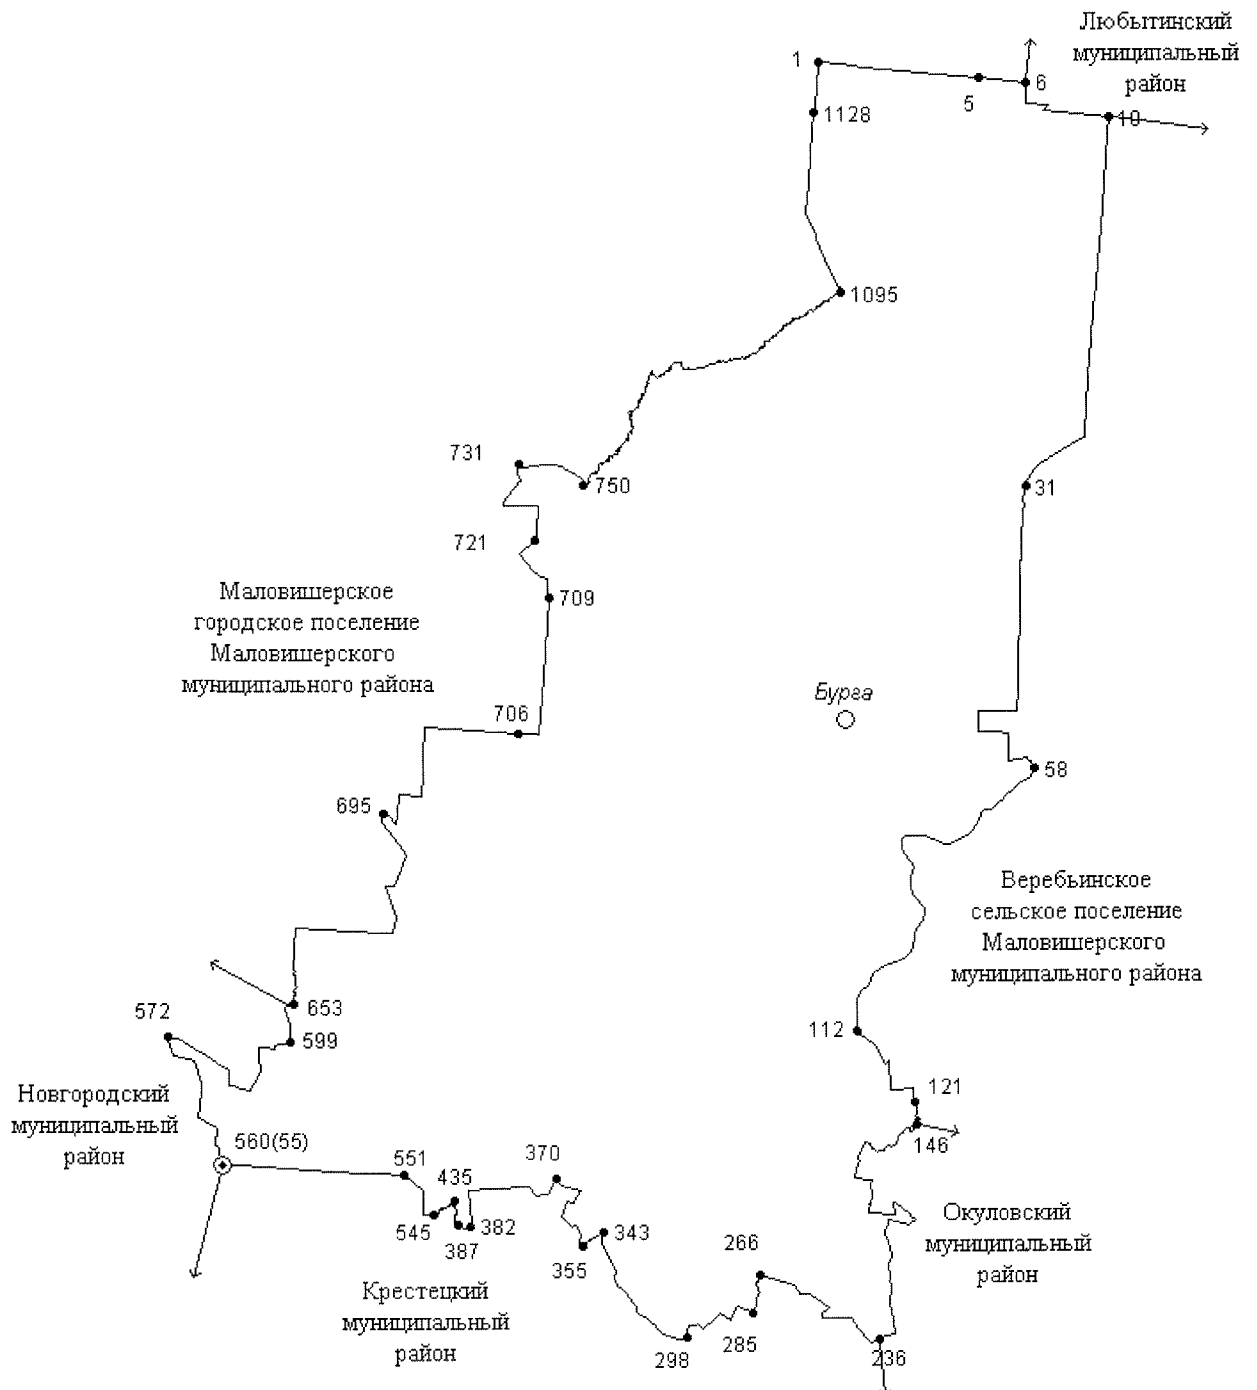 Любытинский
муниципальный
район
1
6
5
1128
10
1095
731
750
31
721
Маловишерское
городское поселение
Маловишерского
муниципального района
709
Бурга
706
58
695
Веребьинское
сельское поселение
Маловишерского
муниципального района
653
572
599
112
Новгородский
муниципальный
район
121
560(55)
146
551
370
435
545
382
387
343
355
Окуловский
муниципальный
район
266
Крестецкий
муниципальный
район
285
298
236